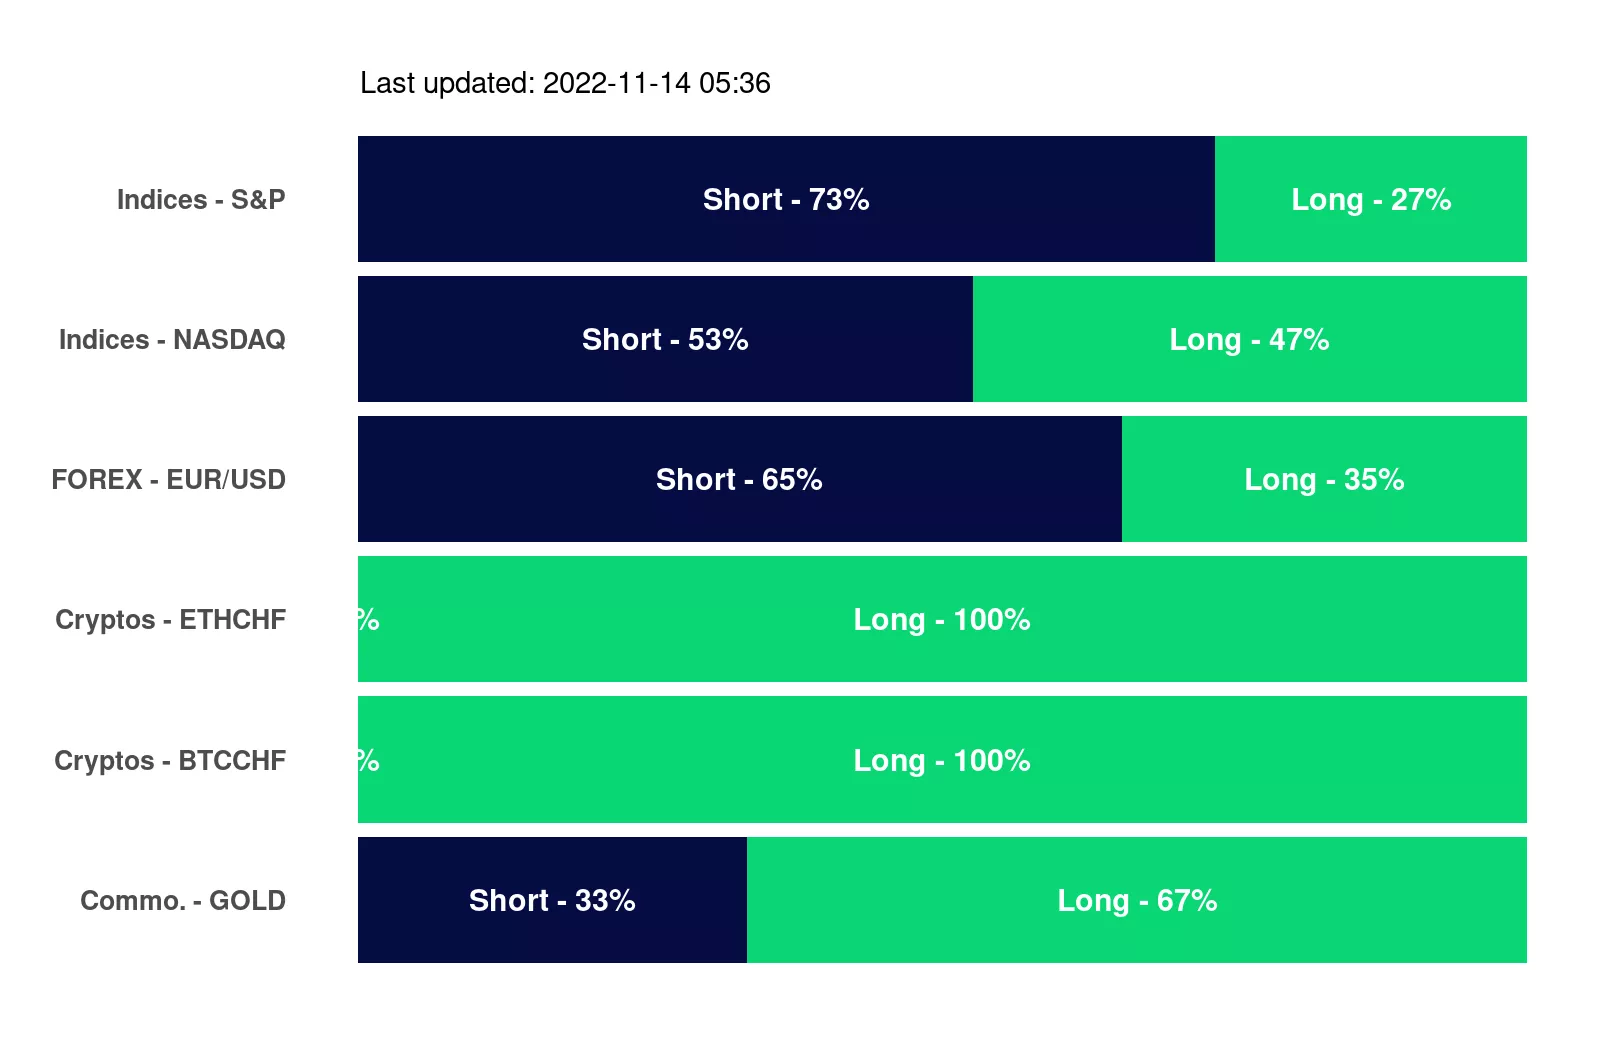 Last updated: 2022-11-14 05:36
Indices - S&P Short - 73% Long - 27%
Indices - NASDAQ Short - 53% Long - 47%
FOREX - EUR/USD Short - 65% Long - 35%
Cryptos - ETHCHF % Long - 100%
Cryptos - BTCCHF % Long - 100%
Commo. - GOLD Short - 33% Long - 67%